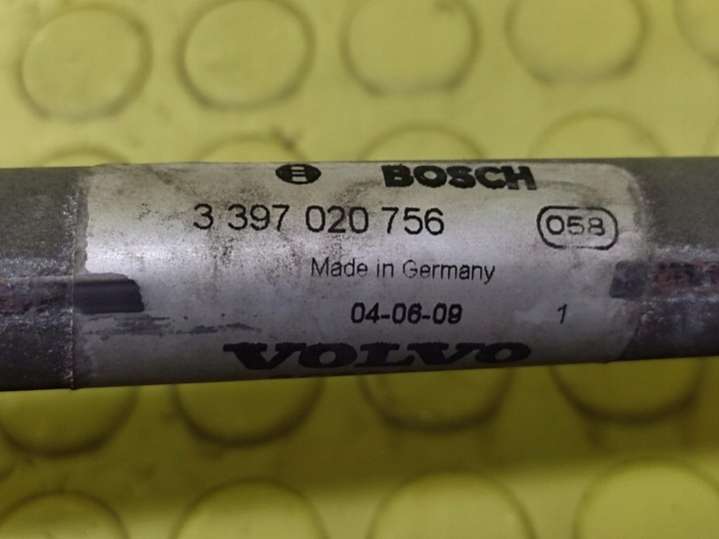 BOSCH
3 397 020 756 058
Made in Germany
04-06-09 1
VOLVO